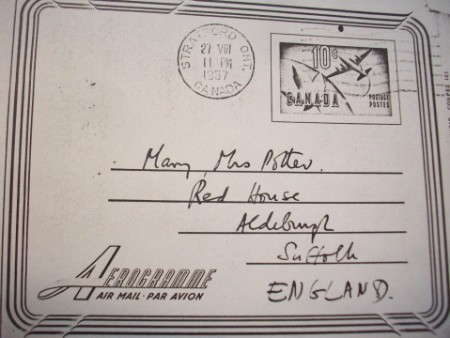 STRATFORD ONT.
27 VIII
11 PM
1957
CANADA
10¢
CANADA
POSTAGE
POSTES
Mary, Mrs Potter.
Red House
Aldeburgh
Suffolk
ENGLAND.
AEROGRAMME
AIR MAIL · PAR AVION